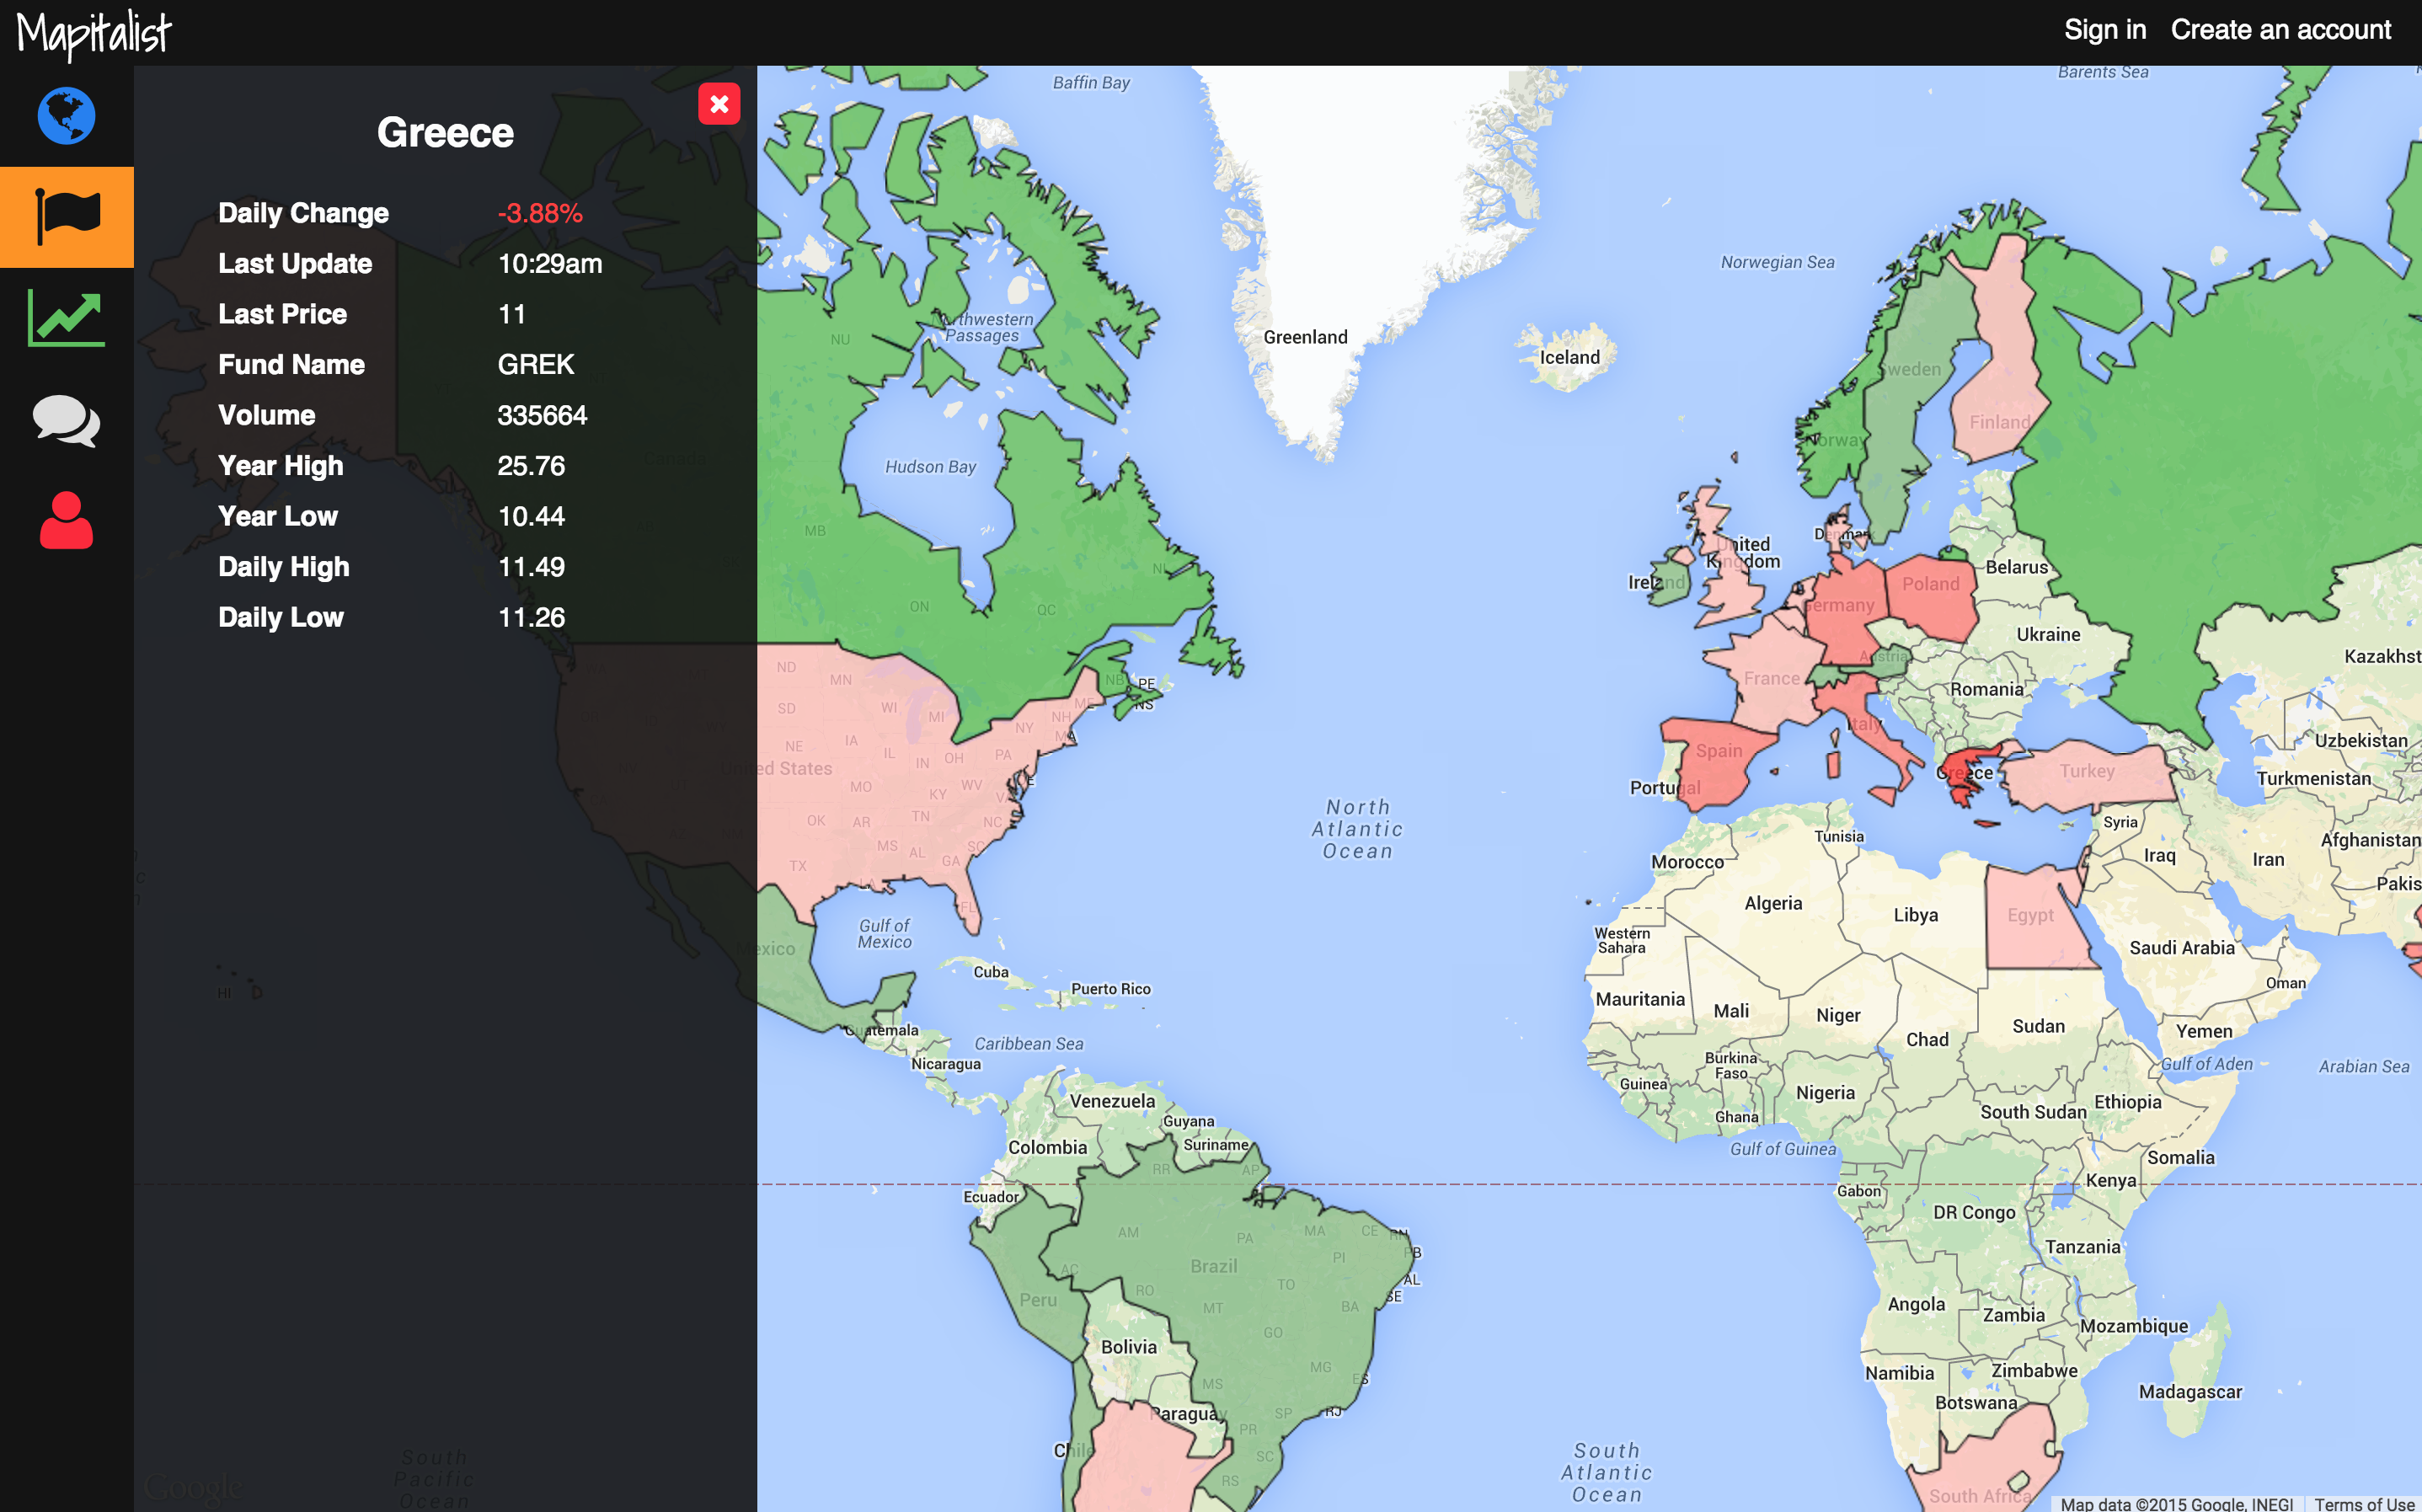 Mapitalist
Sign in Create an account
Greece
Daily Change -3.88%
Last Update 10:29am
Last Price 11
Fund Name GREK
Volume 335664
Year High 25.76
Year Low 10.44
Daily High 11.49
Daily Low 11.26
Baffin Bay
Barents Sea
Norwegian Sea
Northwestern
Passages
NU
Greenland
Iceland
Sweden
Finland
Norway
Canada
Hudson Bay
MB
ON
QC
NL
United
Kingdom
Denmark
Ireland
Belarus
Poland
Germany
Ukraine
Austria
Kazakhst
France
Romania
ND
MN
NB
PE
NS
ME
SD
WI
MI
NH
NY
MA
NE
IA
IL
IN
OH
PA
United States
MO
KY
WV
VA
OK
AR
TN
NC
MS
AL
GA
SC
TX
LA
FL
Italy
Spain
Portugal
Greece
Turkey
Uzbekistan
Turkmenistan
Syria
Afghanistan
Tunisia
Morocco
Iraq
Iran
Pakis
North
Atlantic
Ocean
Algeria
Libya
Egypt
Western
Sahara
Saudi Arabia
Oman
Gulf of
Mexico
Mexico
HI
Cuba
Puerto Rico
Guatemala
Caribbean Sea
Nicaragua
Mauritania
Mali
Niger
Chad
Sudan
Yemen
Gulf of Aden
Arabian Sea
Burkina
Faso
Guinea
Ghana
Nigeria
South Sudan
Ethiopia
Gulf of Guinea
Somalia
Venezuela
Guyana
Suriname
Colombia
Ecuador
RR
AP
Gabon
Kenya
DR Congo
Tanzania
AM
PA
MA
CE
RN
PB
PI
AL
SE
Brazil
AC
RO
TO
BA
MT
Peru
GO
Bolivia
MG
ES
MS
Paraguay
SP
RJ
PR
SC
RS
Chile
Angola
Zambia
Mozambique
Namibia
Zimbabwe
Botswana
Madagascar
South Africa
South
Pacific
Ocean
South
Atlantic
Ocean
Google
Map data ©2015 Google, INEGI Terms of Use